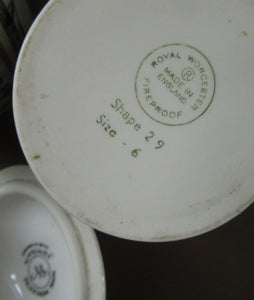 ROYAL WORCESTER
®
MADE IN
ENGLAND
FIREPROOF
Shape 29
Size - 6